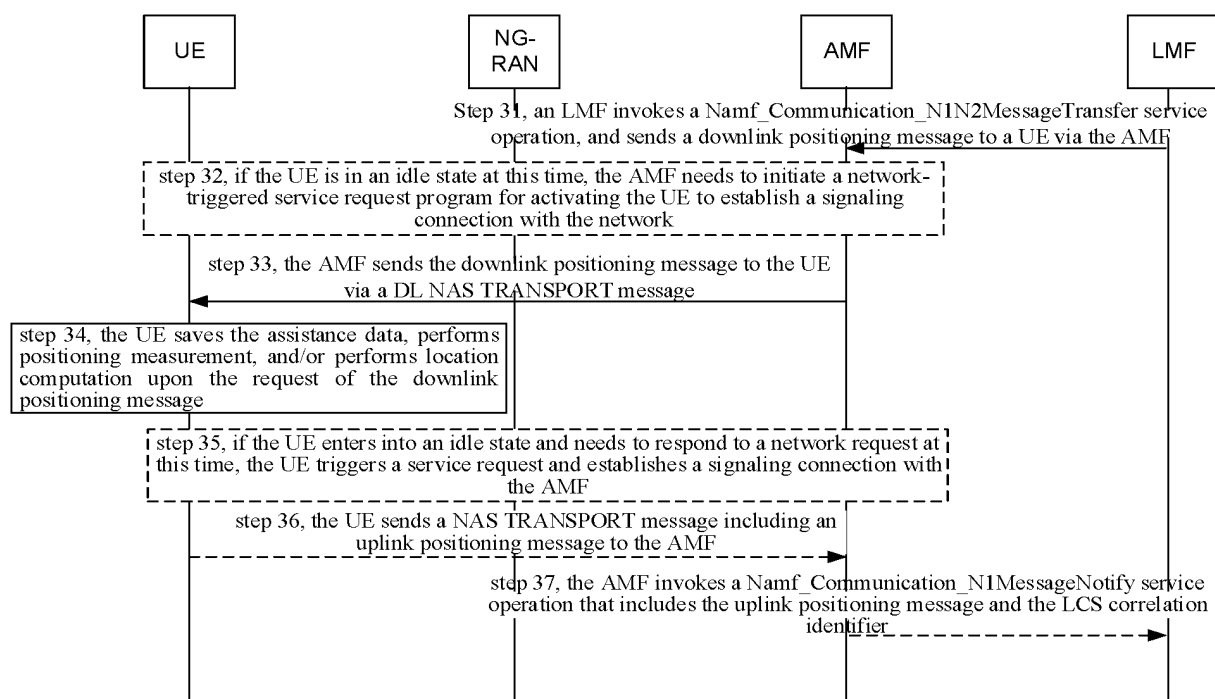 UE
NG-
RAN
AMF
LMF
Step 31, an LMF invokes a Namf_Communication_N1N2MessageTransfer service
operation, and sends a downlink positioning message to a UE via the AMF
step 32, if the UE is in an idle state at this time, the AMF needs to initiate a network-
triggered service request program for activating the UE to establish a signaling
connection with the network
step 33, the AMF sends the downlink positioning message to the UE
via a DL NAS TRANSPORT message
step 34, the UE saves the assistance data, performs
positioning measurement, and/or performs location
computation upon the request of the downlink
positioning message
step 35, if the UE enters into an idle state and needs to respond to a network request at
this time, the UE triggers a service request and establishes a signaling connection with
the AMF
step 36, the UE sends a NAS TRANSPORT message including an
uplink positioning message to the AMF
step 37, the AMF invokes a Namf_Communication_N1MessageNotify service
operation that includes the uplink positioning message and the LCS correlation
identifier